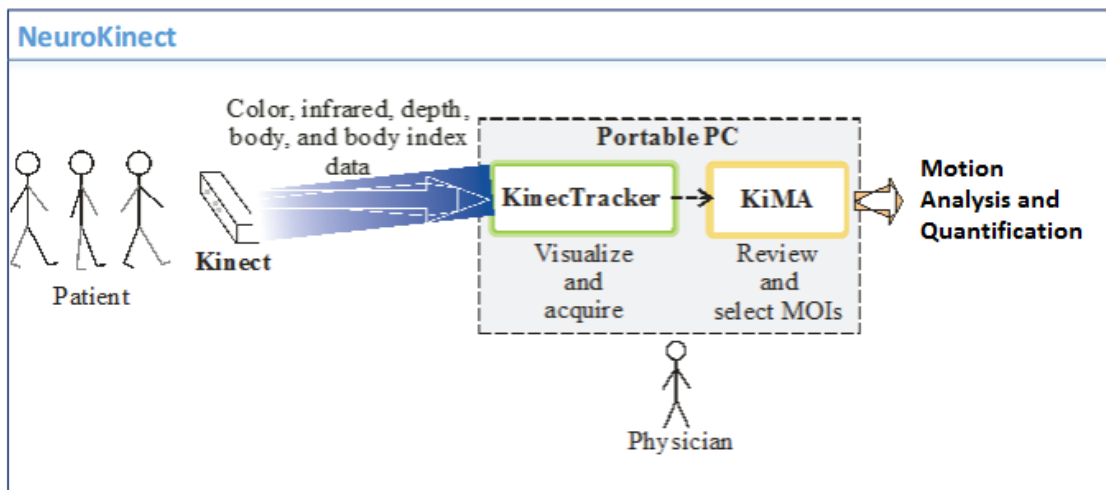 NeuroKinect
Color, infrared, depth,
body, and body index
data
Portable PC
KinecTracker
KiMA
Motion
Analysis and
Quantification
Kinect
Visualize
and
acquire
Review
and
select MOIs
Patient
Physician